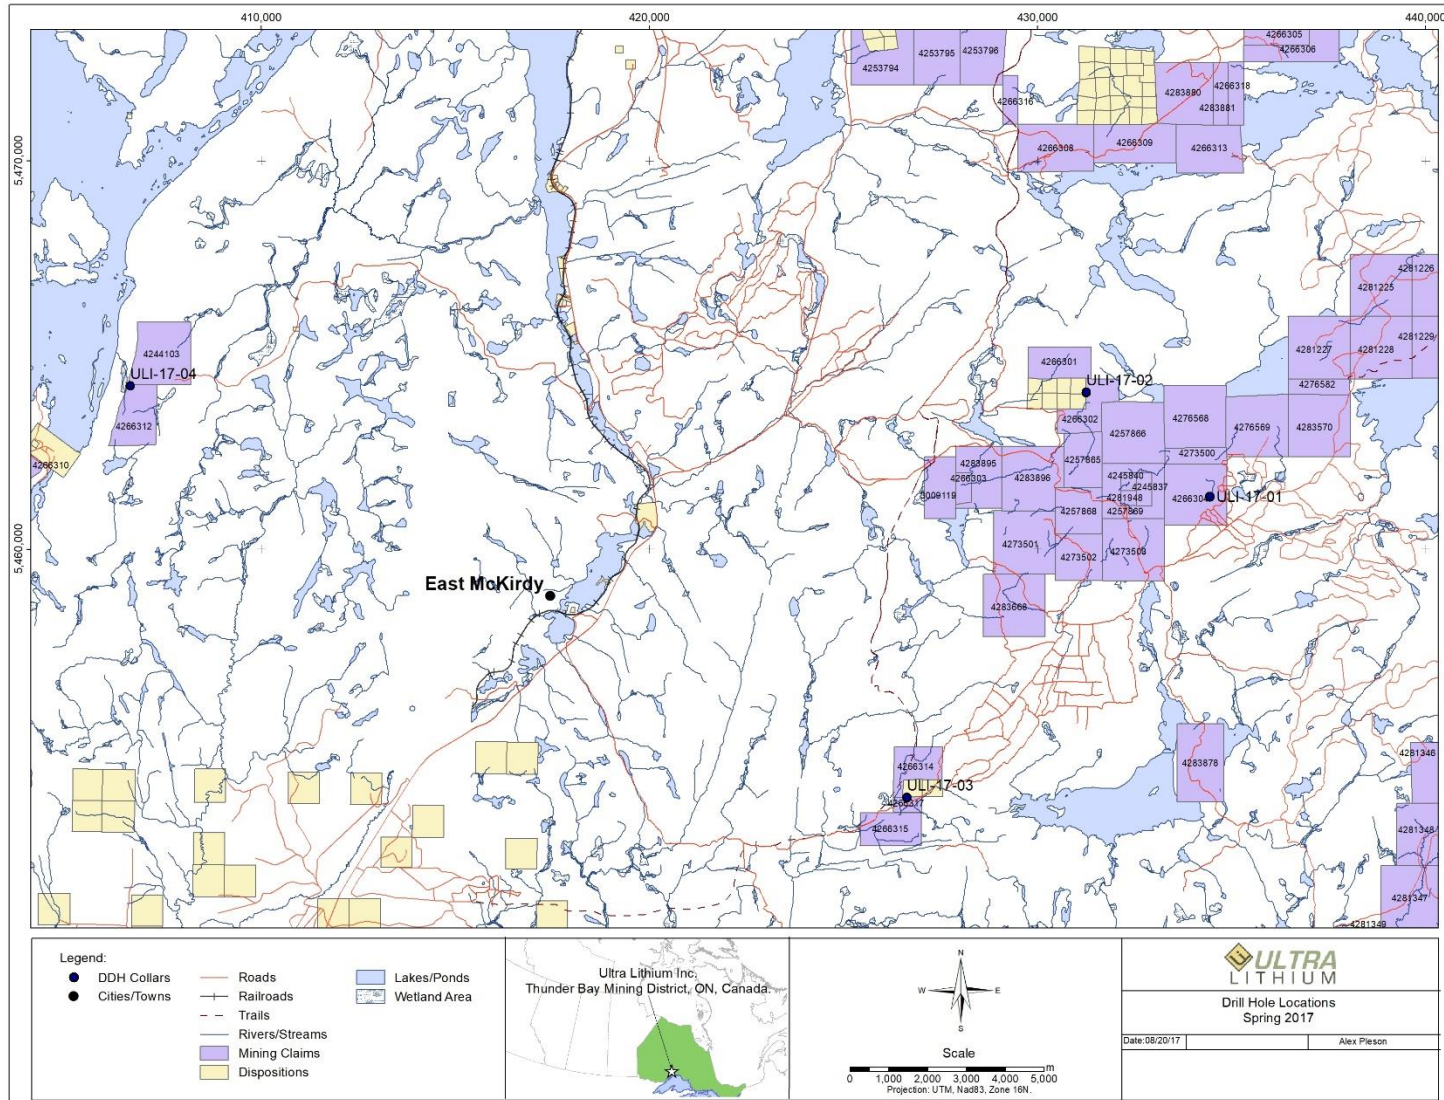 410,000
420,000
430,000
440,000
5,470,000
5,460,000
4253794
4253795
4253796
4266305
4266306
4266316
4283880
4266318
4283881
4266308
4266309
4266313
4281226
4281225
4281227
4281228
4281229
4276582
4244103
ULI-17-04
4266312
4266310
4266301
ULI-17-02
4266302
4276568
4276569
4283570
4257866
4257865
4273500
4283895
4266303
4283896
3009119
4245840
4245837
4281948
4266304
ULI-17-01
4257868
4257869
4273501
4273502
4273503
East McKirdy
4283668
4266314
ULI-17-03
4266315
4283878
4281346
4281348
4281347
4281349
Legend:
DDH Collars
Cities/Towns
Roads
Railroads
Trails
Rivers/Streams
Mining Claims
Dispositions
Lakes/Ponds
Wetland Area
Ultra Lithium Inc.
Thunder Bay Mining District, ON, Canada.
N
W
E
S
Scale
0 1,000 2,000 3,000 4,000 5,000 m
Projection: UTM, Nad83, Zone 16N.
Li ULTRA
LITHIUM
Drill Hole Locations
Spring 2017
Date:08/20/17
Alex Pleson